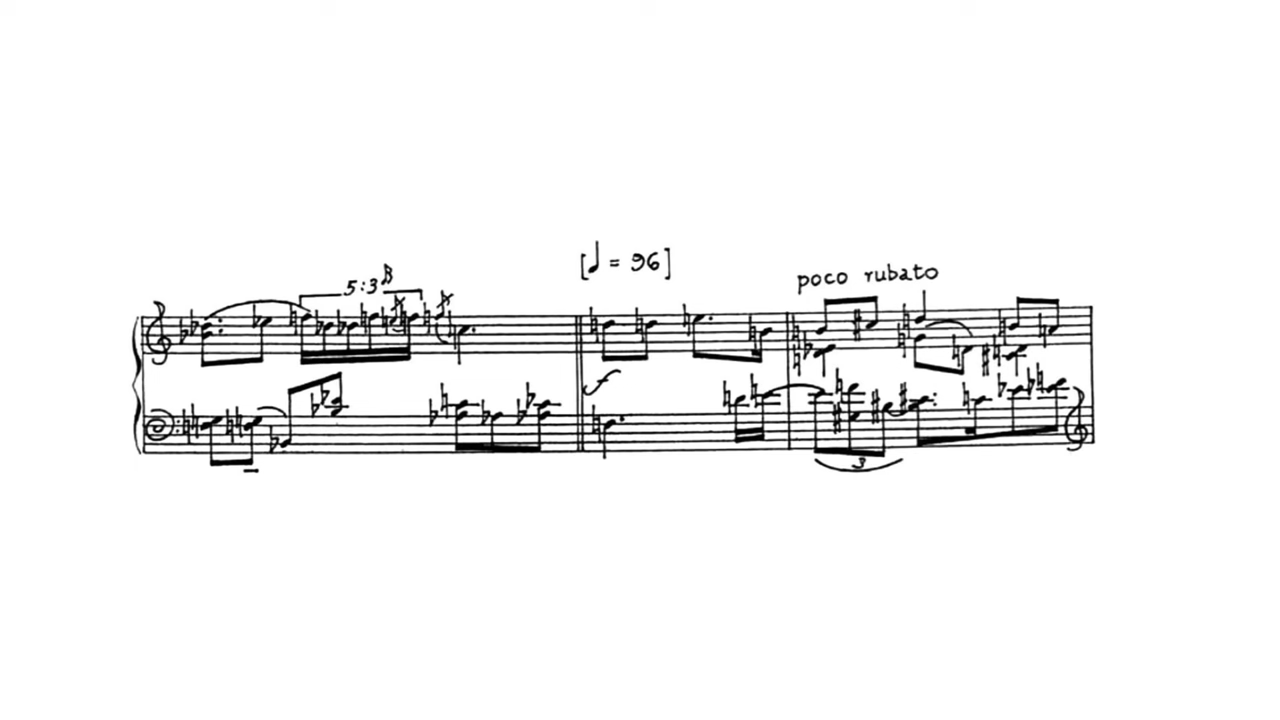 5:3
[♩ = 96]
poco rubato
f
3